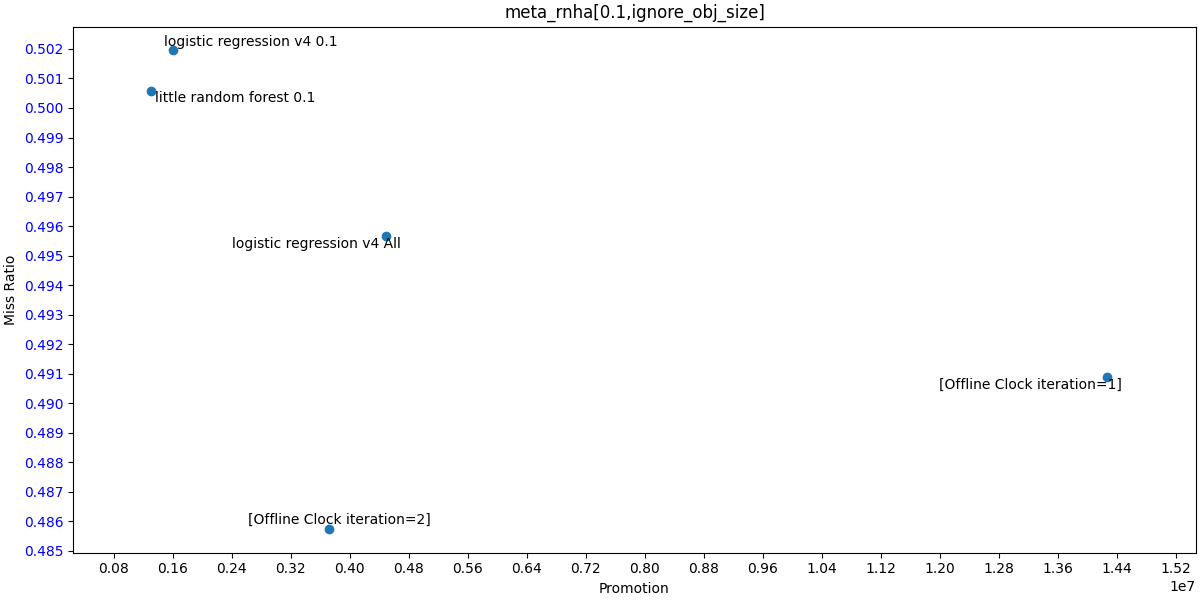 meta_rnha[0.1,ignore_obj_size]
0.502
0.501
0.500
0.499
0.498
0.497
0.496
0.495
0.494
0.493
0.492
0.491
0.490
0.489
0.488
0.487
0.486
0.485
Miss Ratio
logistic regression v4 0.1
little random forest 0.1
logistic regression v4 All
[Offline Clock iteration=1]
[Offline Clock iteration=2]
0.08 0.16 0.24 0.32 0.40 0.48 0.56 0.64 0.72 0.80 0.88 0.96 1.04 1.12 1.20 1.28 1.36 1.44 1.52
1e7
Promotion